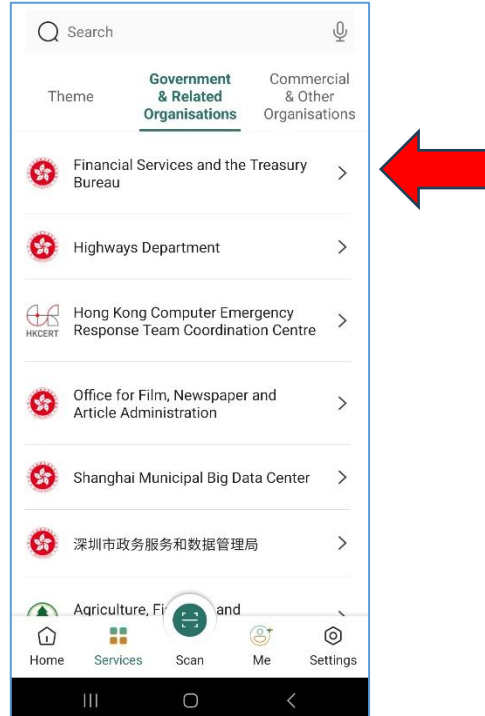 Search
Theme
Government
& Related
Organisations
Commercial
& Other
Organisations
Financial Services and the Treasury
Bureau
Highways Department
HKCERT
Hong Kong Computer Emergency
Response Team Coordination Centre
Office for Film, Newspaper and
Article Administration
Shanghai Municipal Big Data Center
深圳市政务服务和数据管理局
Agriculture, and
Home
Services
Scan
Me
Settings